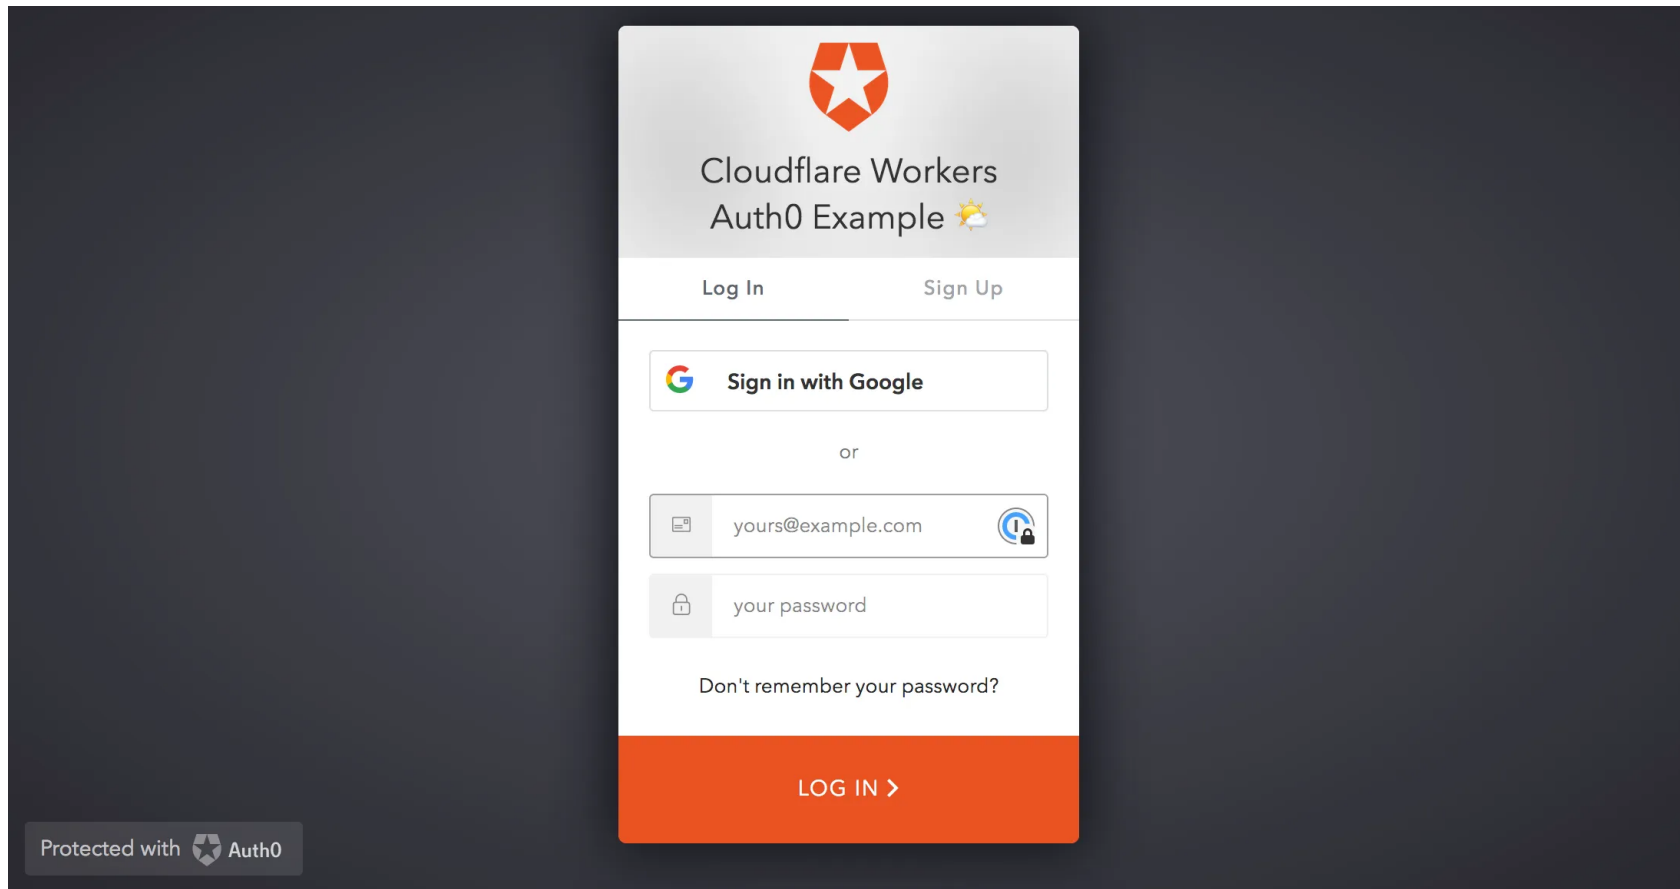 Cloudflare Workers
Auth0 Example 🌤️
Log In
Sign Up
Sign in with Google
or
yours@example.com
your password
Don't remember your password?
LOG IN
Protected with Auth0